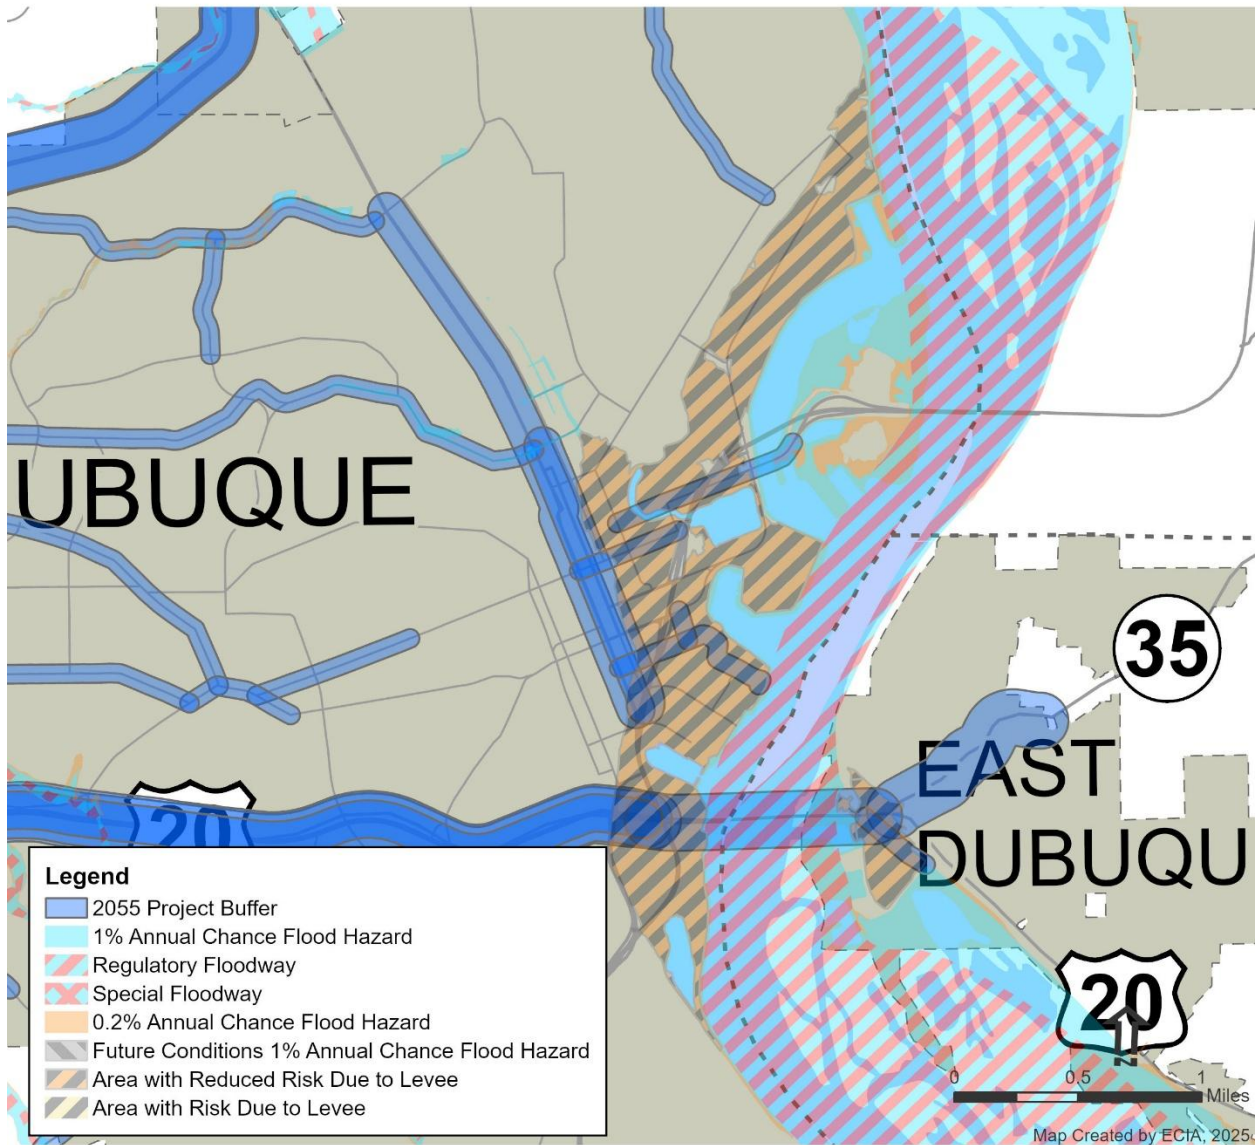 UBUQUE
35
EAST
DUBUQU
20
20
N
Legend
2055 Project Buffer
1% Annual Chance Flood Hazard
Regulatory Floodway
Special Floodway
0.2% Annual Chance Flood Hazard
Future Conditions 1% Annual Chance Flood Hazard
Area with Reduced Risk Due to Levee
Area with Risk Due to Levee
0 0.5 1
Miles
Map Created by ECIA, 2025